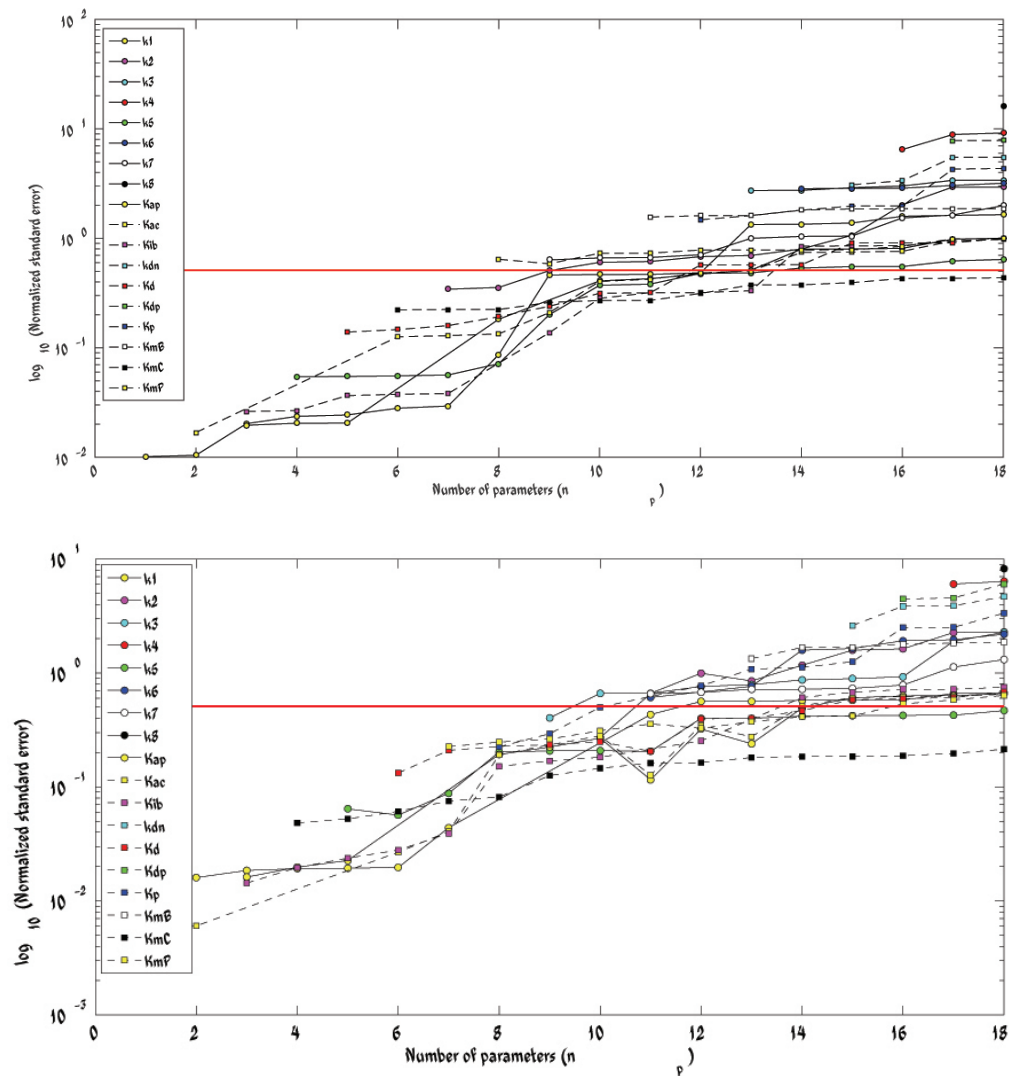 10 2
10 1
10 0
10 -1
10 -2
log 10 (Normalized standard error)
k1
k2
k3
k4
k5
k6
k7
k8
Kap
Kac
Kib
kdn
Kd
Kdp
Kp
KmB
KmC
KmP
0 2 4 6 8 10 12 14 16 18
Number of parameters (n p )
10 1
10 0
10 -1
10 -2
10 -3
log 10 (Normalized standard error)
k1
k2
k3
k4
k5
k6
k7
k8
Kap
Kac
Kib
kdn
Kd
Kdp
Kp
KmB
KmC
KmP
0 2 4 6 8 10 12 14 16 18
Number of parameters (n p )